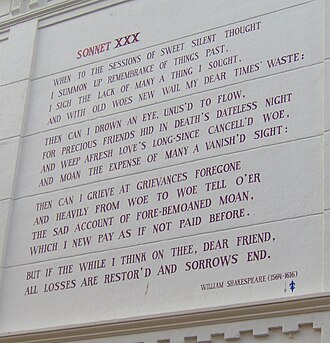 SONNET XXX
WHEN TO THE SESSIONS OF SWEET SILENT THOUGHT
I SUMMON UP REMEMBRANCE OF THINGS PAST,
I SIGH THE LACK OF MANY A THING I SOUGHT,
AND WITH OLD WOES NEW WAIL MY DEAR TIMES' WASTE:
THEN CAN I DROWN AN EYE, UNUS'D TO FLOW,
FOR PRECIOUS FRIENDS HID IN DEATH'S DATELESS NIGHT
AND WEEP AFRESH LOVE'S LONG-SINCE CANCELL'D WOE,
AND MOAN THE EXPENSE OF MANY A VANISH'D SIGHT:
THEN CAN I GRIEVE AT GRIEVANCES FOREGONE
AND HEAVILY FROM WOE TO WOE TELL O'ER
THE SAD ACCOUNT OF FORE-BEMOANED MOAN,
WHICH I NEW PAY AS IF NOT PAID BEFORE.
BUT IF THE WHILE I THINK ON THEE, DEAR FRIEND,
ALL LOSSES ARE RESTOR'D AND SORROWS END.
WILLIAM SHAKESPEARE (1564-1616)